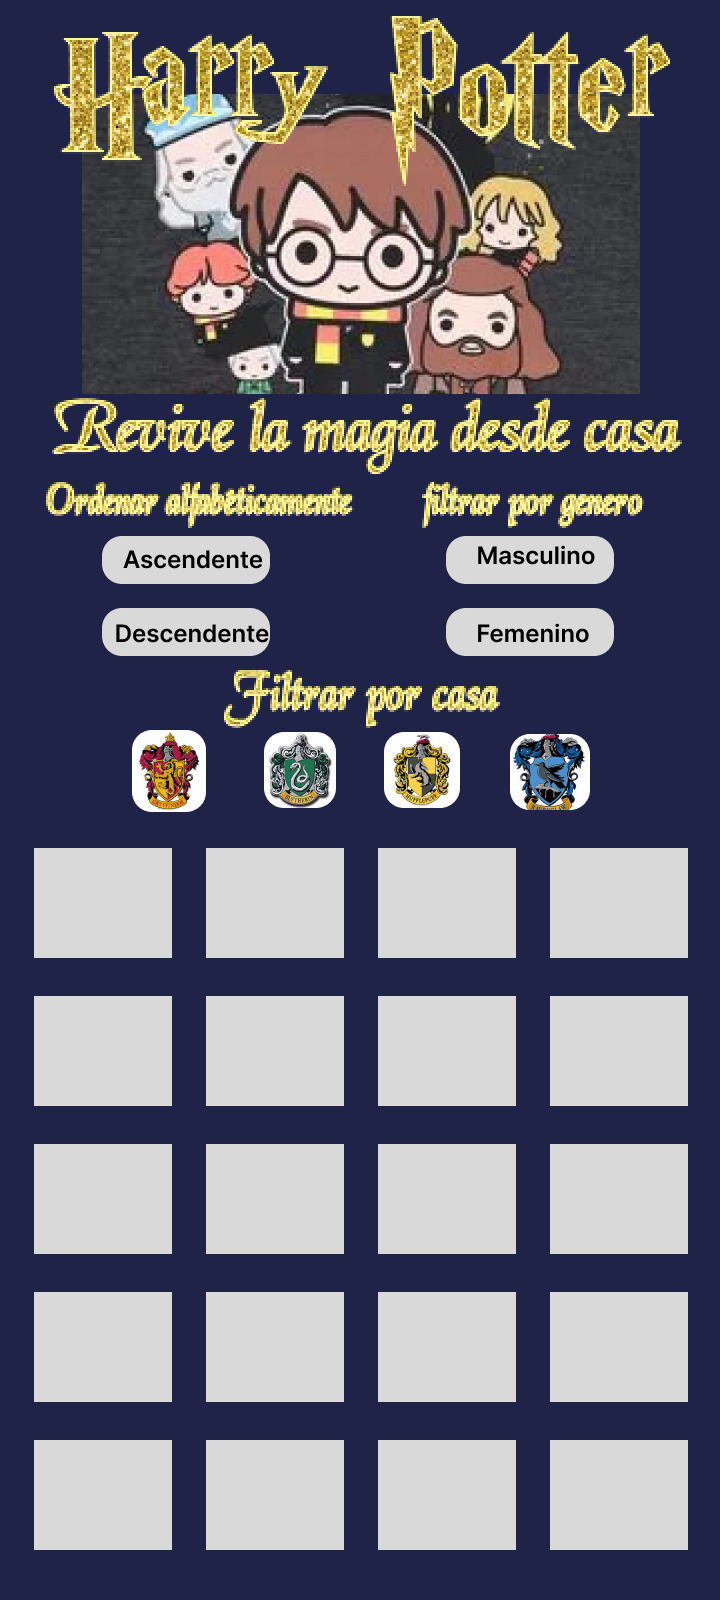 Harry Potter
Revive la magia desde casa
Ordenar alfabéticamente
filtrar por genero
Ascendente
Masculino
Descendente
Femenino
Filtrar por casa
HUFFLEPUFF